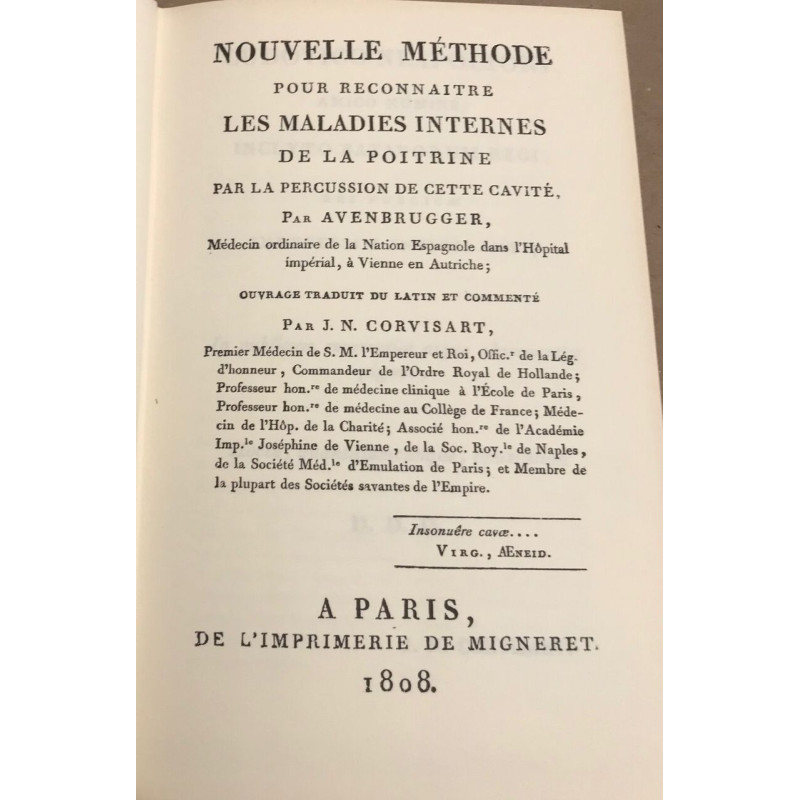 NOUVELLE MÉTHODE
POUR RECONNAITRE
LES MALADIES INTERNES
DE LA POITRINE
PAR LA PERCUSSION DE CETTE CAVITÉ,
PAR AVENBRUGGER,
Médecin ordinaire de la Nation Espagnole dans l'Hôpital
impérial, à Vienne en Autriche;
OUVRAGE TRADUIT DU LATIN ET COMMENTÉ
PAR J. N. CORVISART,
Premier Médecin de S. M. l'Empereur et Roi, Offic.r de la Lég.
d'honneur, Commandeur de l'Ordre Royal de Hollande;
Professeur hon.re de médecine clinique à l'École de Paris,
Professeur hon.re de médecine au Collège de France; Méde-
cin de l'Hôp. de la Charité; Associé hon.re de l'Académie
Imp.le Joséphine de Vienne, de la Soc. Roy.le de Naples,
de la Société Méd.le d'Emulation de Paris; et Membre de
la plupart des Sociétés savantes de l'Empire.
Insonuêre cavæ....
VIRG., ÆNEID.
A PARIS,
DE L'IMPRIMERIE DE MIGNERET.
1808.